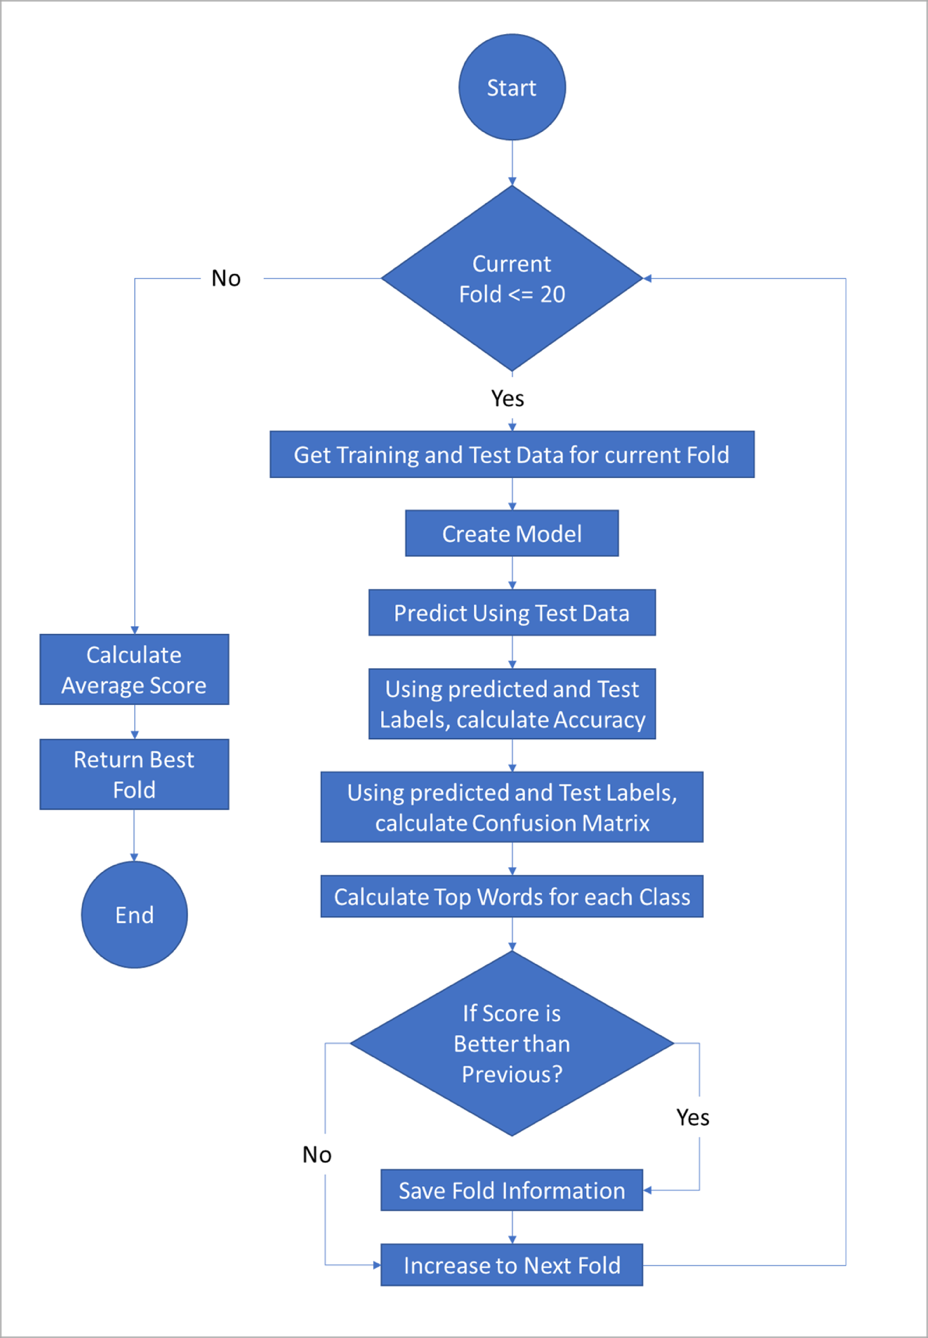 Start
Current
Fold <= 20
No
Yes
Get Training and Test Data for current Fold
Create Model
Predict Using Test Data
Using predicted and Test
Labels, calculate Accuracy
Using predicted and Test Labels,
calculate Confusion Matrix
Calculate Top Words for each Class
If Score is
Better than
Previous?
Yes
No
Save Fold Information
Increase to Next Fold
Calculate
Average Score
Return Best
Fold
End